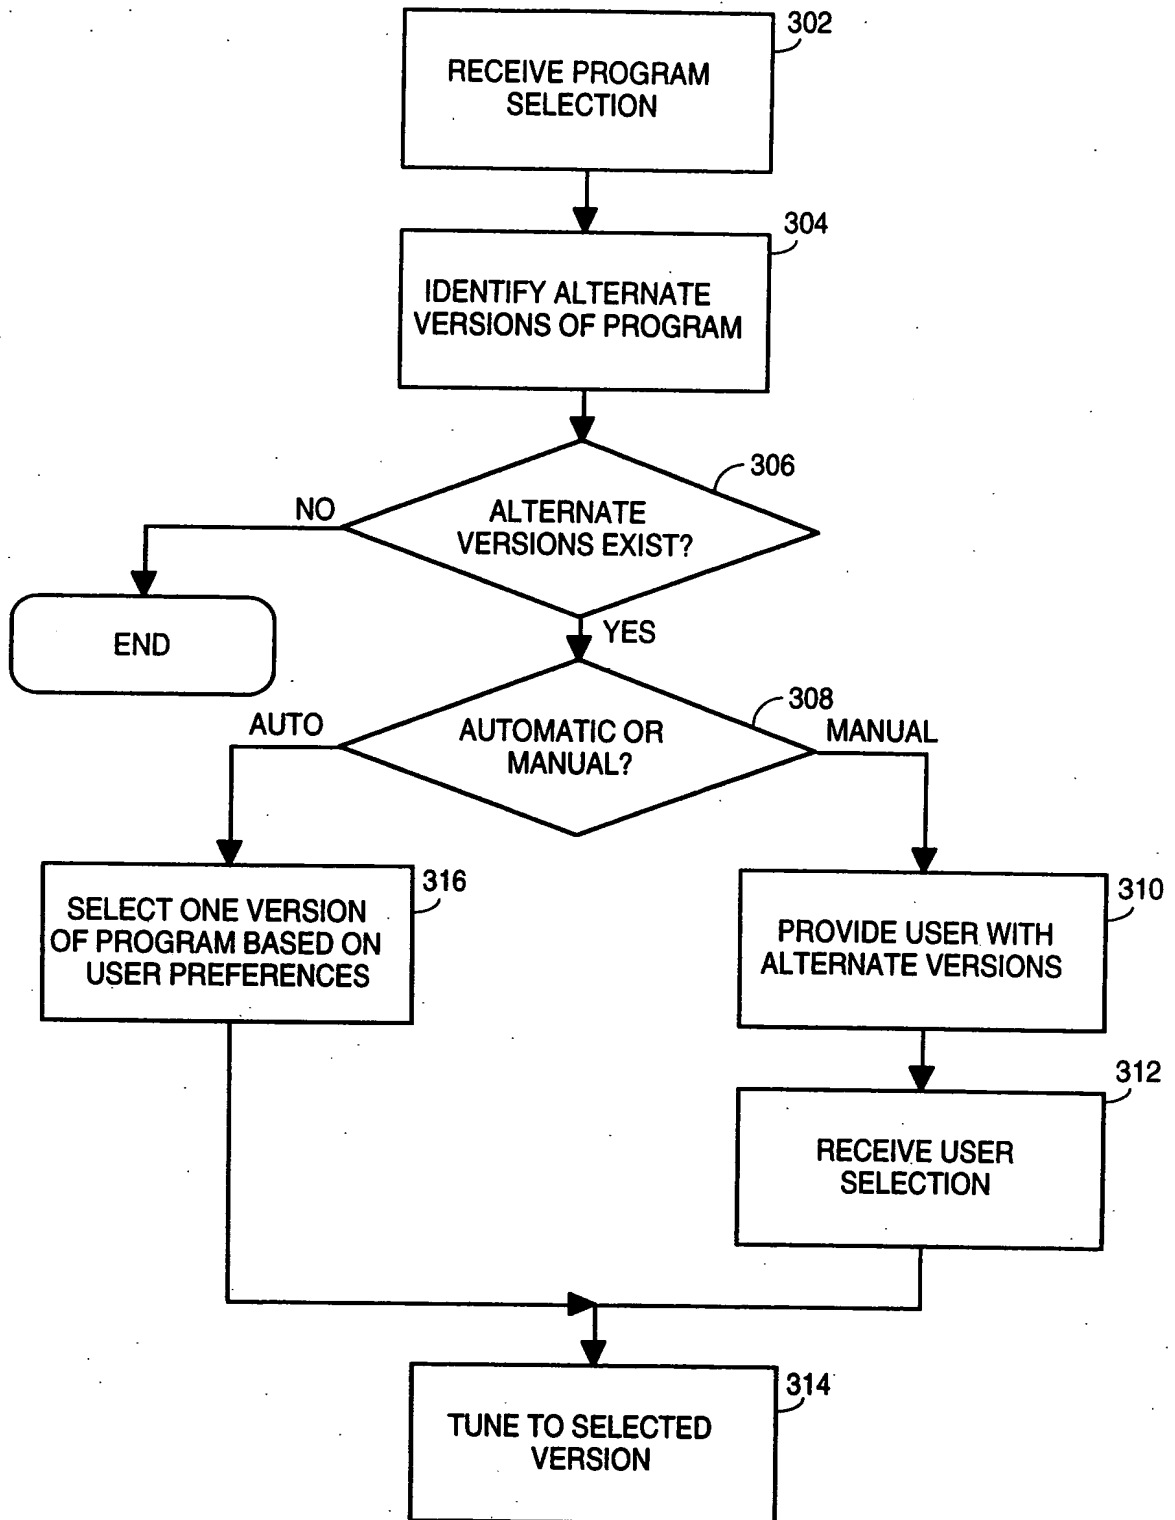 302
RECEIVE PROGRAM
SELECTION
304
IDENTIFY ALTERNATE
VERSIONS OF PROGRAM
306
NO
ALTERNATE
VERSIONS EXIST?
END
YES
308
AUTO
AUTOMATIC OR
MANUAL?
MANUAL
316
SELECT ONE VERSION
OF PROGRAM BASED ON
USER PREFERENCES
310
PROVIDE USER WITH
ALTERNATE VERSIONS
312
RECEIVE USER
SELECTION
314
TUNE TO SELECTED
VERSION